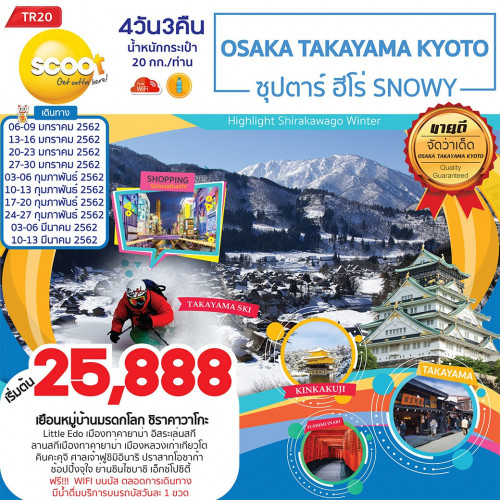 TR20
scoot
Get outta here!
4วัน3คืน
น้ำหนักกระเป๋า
20 กก./ท่าน
WiFi
OSAKA TAKAYAMA KYOTO
ซุปตาร์ ฮีโร่ SNOWY
Highlight Shirakawago Winter
ขายดี
จัดว่าเด็ด
OSAKA TAKAYAMA KYOTO
Quality
Guaranteed
เดินทาง
06-09 มกราคม 2562
13-16 มกราคม 2562
20-23 มกราคม 2562
27-30 มกราคม 2562
03-06 กุมภาพันธ์ 2562
10-13 กุมภาพันธ์ 2562
17-20 กุมภาพันธ์ 2562
24-27 กุมภาพันธ์ 2562
03-06 มีนาคม 2562
10-13 มีนาคม 2562
SHOPPING
Shinsaibashi
TAKAYAMA SKI
KINKAKUJI
TAKAYAMA
FUSHIMI INARI
เริ่มต้น 25,888
เยือนหมู่บ้านมรดกโลก ชิราคาวาโกะ
Little Edo เมืองทาคายาม่า อิสระเล่นสกี
ลานสกีเมืองทาคายาม่า เมืองหลวงเก่าเกียวโต
คินคะคุจิ ศาลเจ้าฟูชิมิอินาริ ปราสาทโอซาก้า
ช้อปปิ้งจุใจ ย่านชินไซบาชิ เอ็กซ์โปซิตี้
ฟรี!!! WIFI บนบัส ตลอดการเดินทาง
มีน้ำดื่มบริการบนรถบัสวันละ 1 ขวด